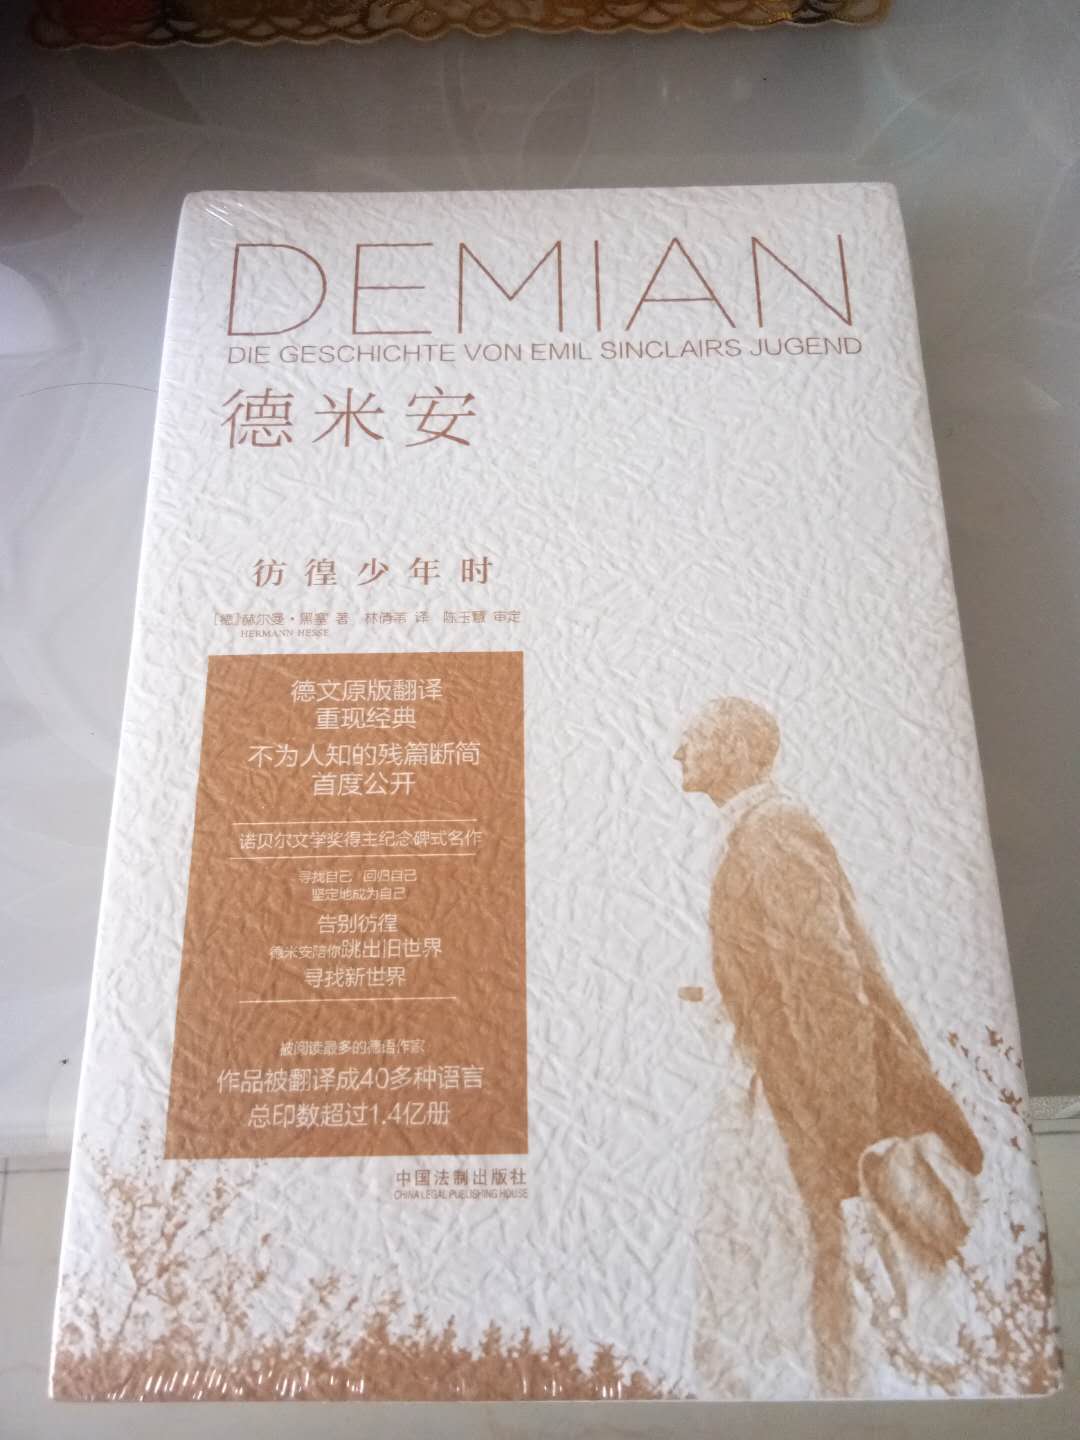 DEMIAN
DIE GESCHICHTE VON EMIL SINCLAIRS JUGEND
德米安
彷徨少年时
[德]赫尔曼·黑塞 著 林倩苇 译 陈玉慧 审定
HERMANN HESSE
德文原版翻译
重现经典
不为人知的残篇断简
首度公开
诺贝尔文学奖得主纪念碑式名作
寻找自己 回归自己
坚定地成为自己
告别彷徨
德米安陪你跳出旧世界
寻找新世界
被阅读最多的德语作家
作品被翻译成40多种语言
总印数超过1.4亿册
中国法制出版社
CHINA LEGAL PUBLISHING HOUSE